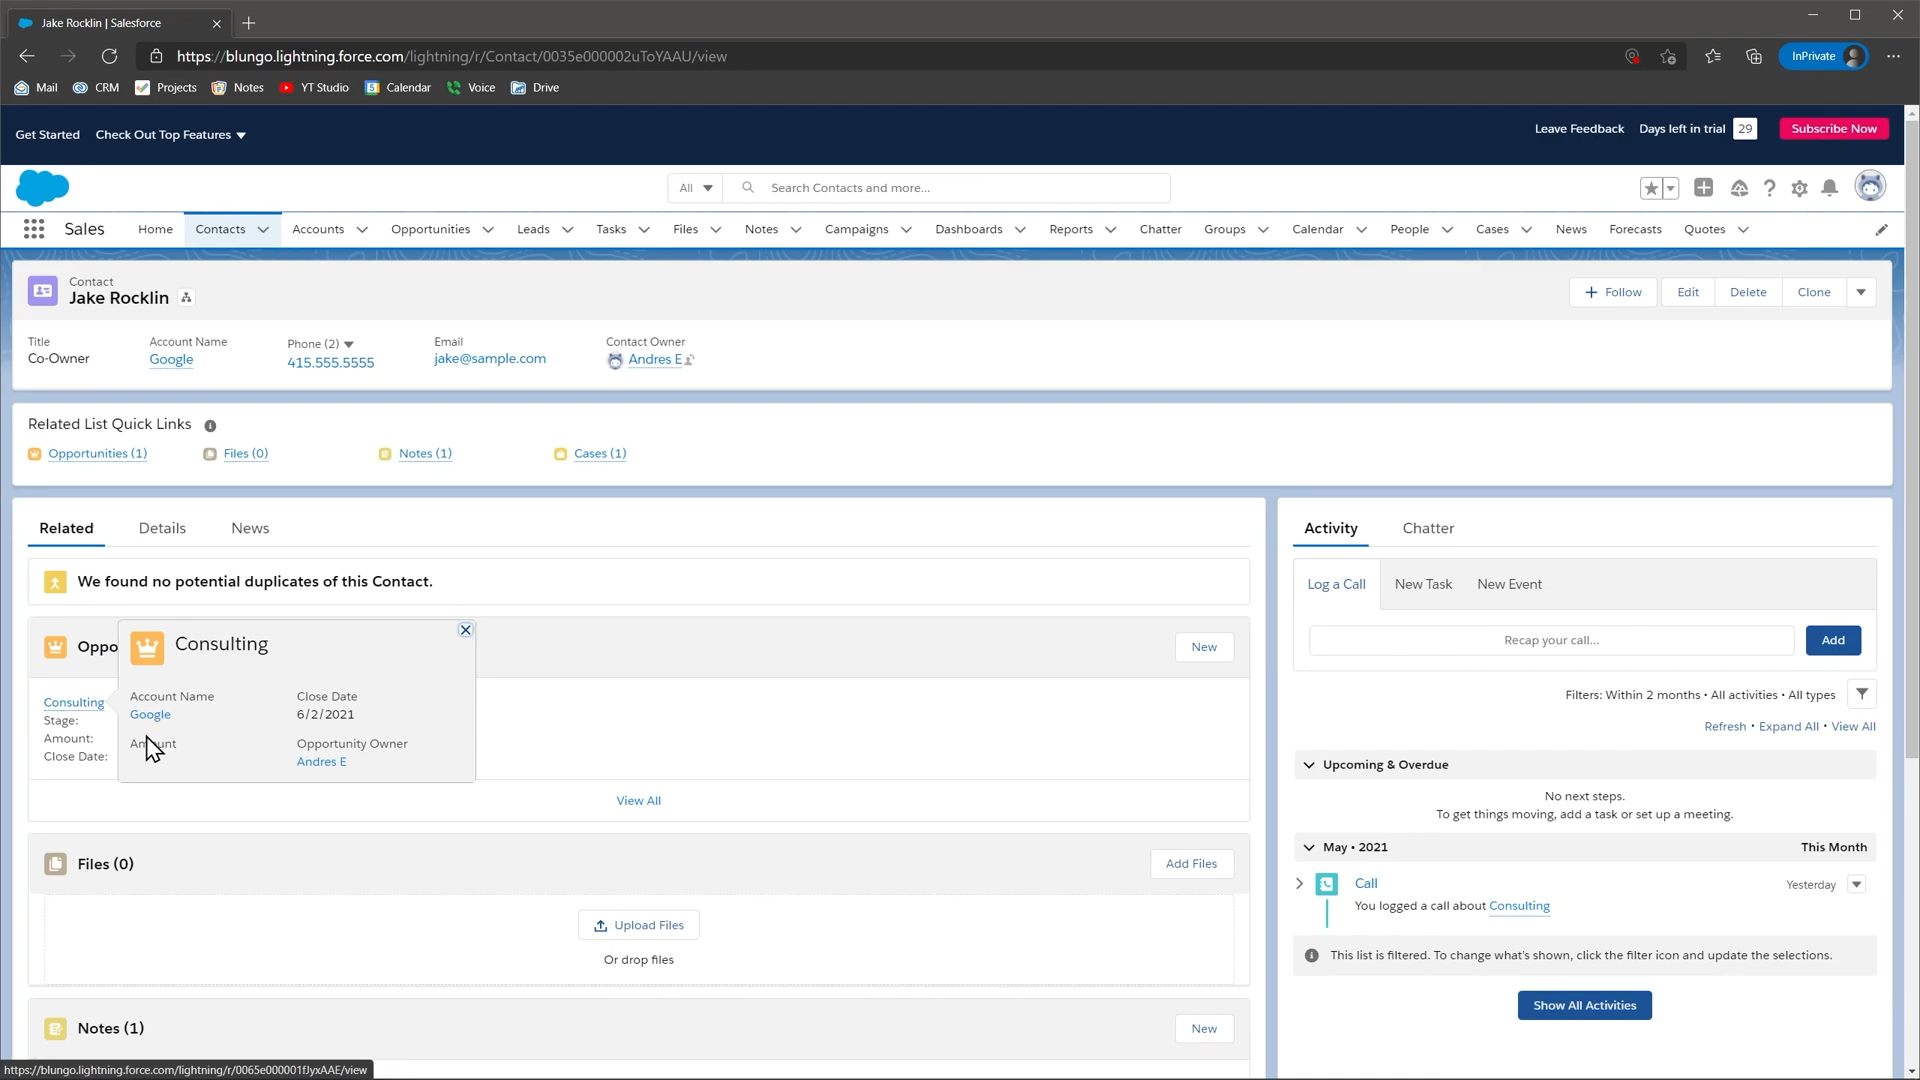 Jake Rocklin | Salesforce
https://blungo.lightning.force.com/lightning/r/Contact/0035e000002uToYAAU/view
InPrivate
Mail CRM Projects Notes YT Studio Calendar Voice Drive
Get Started Check Out Top Features Leave Feedback Days left in trial 29 Subscribe Now
All Search Contacts and more...
Sales Home Contacts Accounts Opportunities Leads Tasks Files Notes Campaigns Dashboards Reports Chatter Groups Calendar People Cases News Forecasts Quotes
Contact
Jake Rocklin
+ Follow Edit Delete Clone
Title Account Name Phone (2) Email Contact Owner
Co-Owner Google 415.555.5555 jake@sample.com Andres E
Related List Quick Links
Opportunities (1) Files (0) Notes (1) Cases (1)
Related Details News
We found no potential duplicates of this Contact.
Oppo New
Consulting
Stage:
Amount:
Close Date:
Consulting
Account Name Close Date
Google 6/2/2021
Amount Opportunity Owner
Andres E
View All
Files (0) Add Files
Upload Files
Or drop files
Notes (1) New
Activity Chatter
Log a Call New Task New Event
Recap your call... Add
Filters: Within 2 months • All activities • All types
Refresh • Expand All • View All
Upcoming & Overdue
No next steps.
To get things moving, add a task or set up a meeting.
May • 2021 This Month
Call Yesterday
You logged a call about Consulting
This list is filtered. To change what's shown, click the filter icon and update the selections.
Show All Activities
https://blungo.lightning.force.com/lightning/r/0065e000001fJyxAAE/view